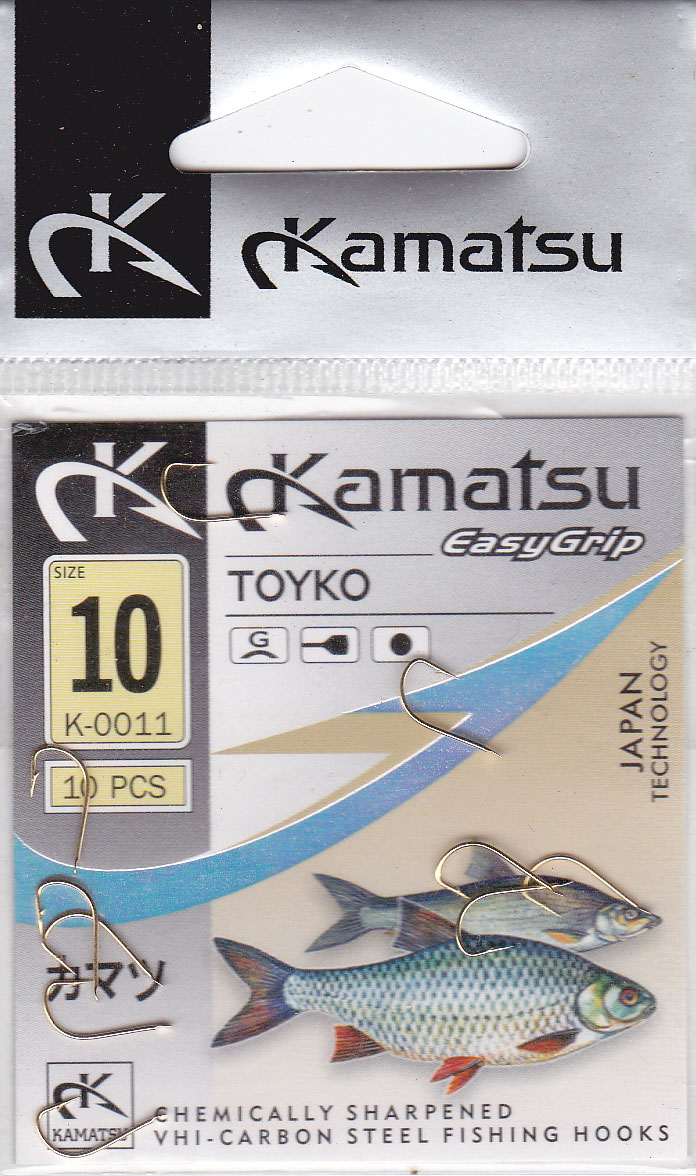 K
Kamatsu
K
Kamatsu
EasyGrip
SIZE
10
K-0011
10 PCS
TOYKO
G
JAPAN
TECHNOLOGY
カマツ
K
KAMATSU
CHEMICALLY SHARPENED
VHI-CARBON STEEL FISHING HOOKS